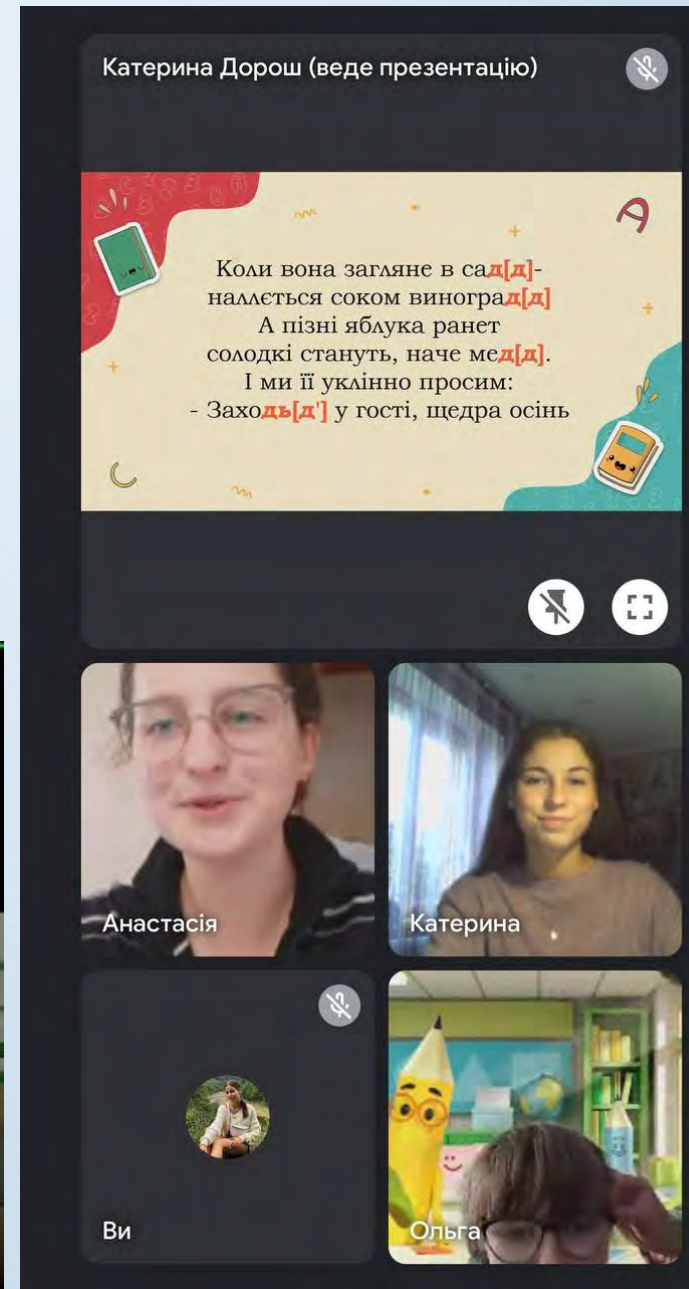 Катерина Дорош (веде презентацію)
Коли вона загляне в сад[д]-
наллється соком виноград[д]
А пізні яблука ранет
солодкі стануть, наче мед[д].
І ми її уклінно просим:
- Заходь[д'] у гості, щедра осінь
А
Анастасія
Катерина
Ви
Ольга